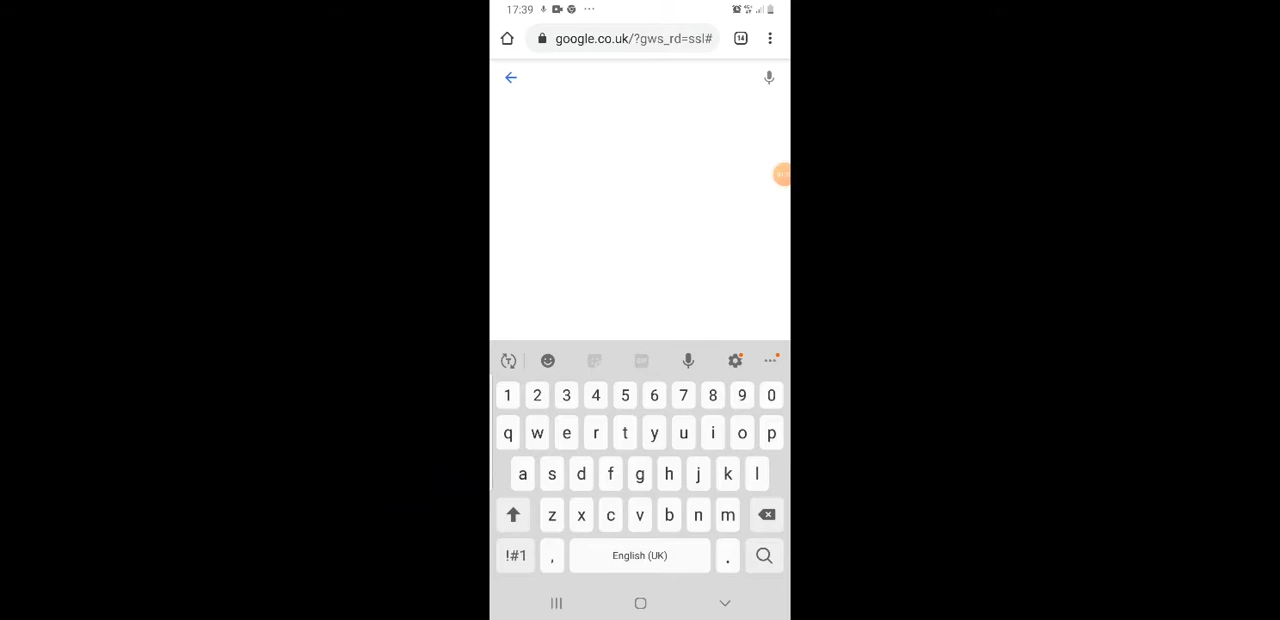 17:39
google.co.uk/?gws_rd=ssl#
14
1 2 3 4 5 6 7 8 9 0
q w e r t y u i o p
a s d f g h j k l
z x c v b n m
!#1 , English (UK) .